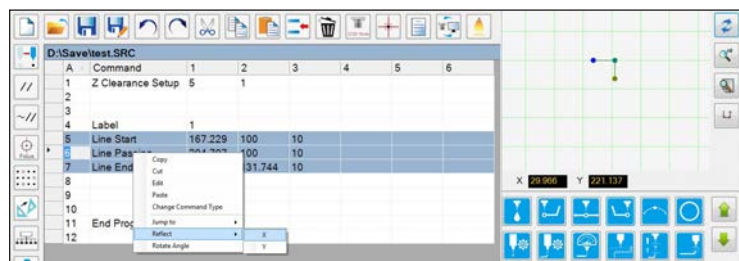 D:\Save\test.SRC
A Command 1 2 3 4 5 6
1 Z Clearance Setup 5 1
2
3
4 Label 1
5 Line Start 167.229 100 10
6 Line 100 10
7 Line End 31.744 10
8
9
10
11 End Prog
12
Copy
Cut
Edit
Paste
Change Command Type
Jump to
Reflect X
Rotate Angle Y
X 29.966 Y 221.137